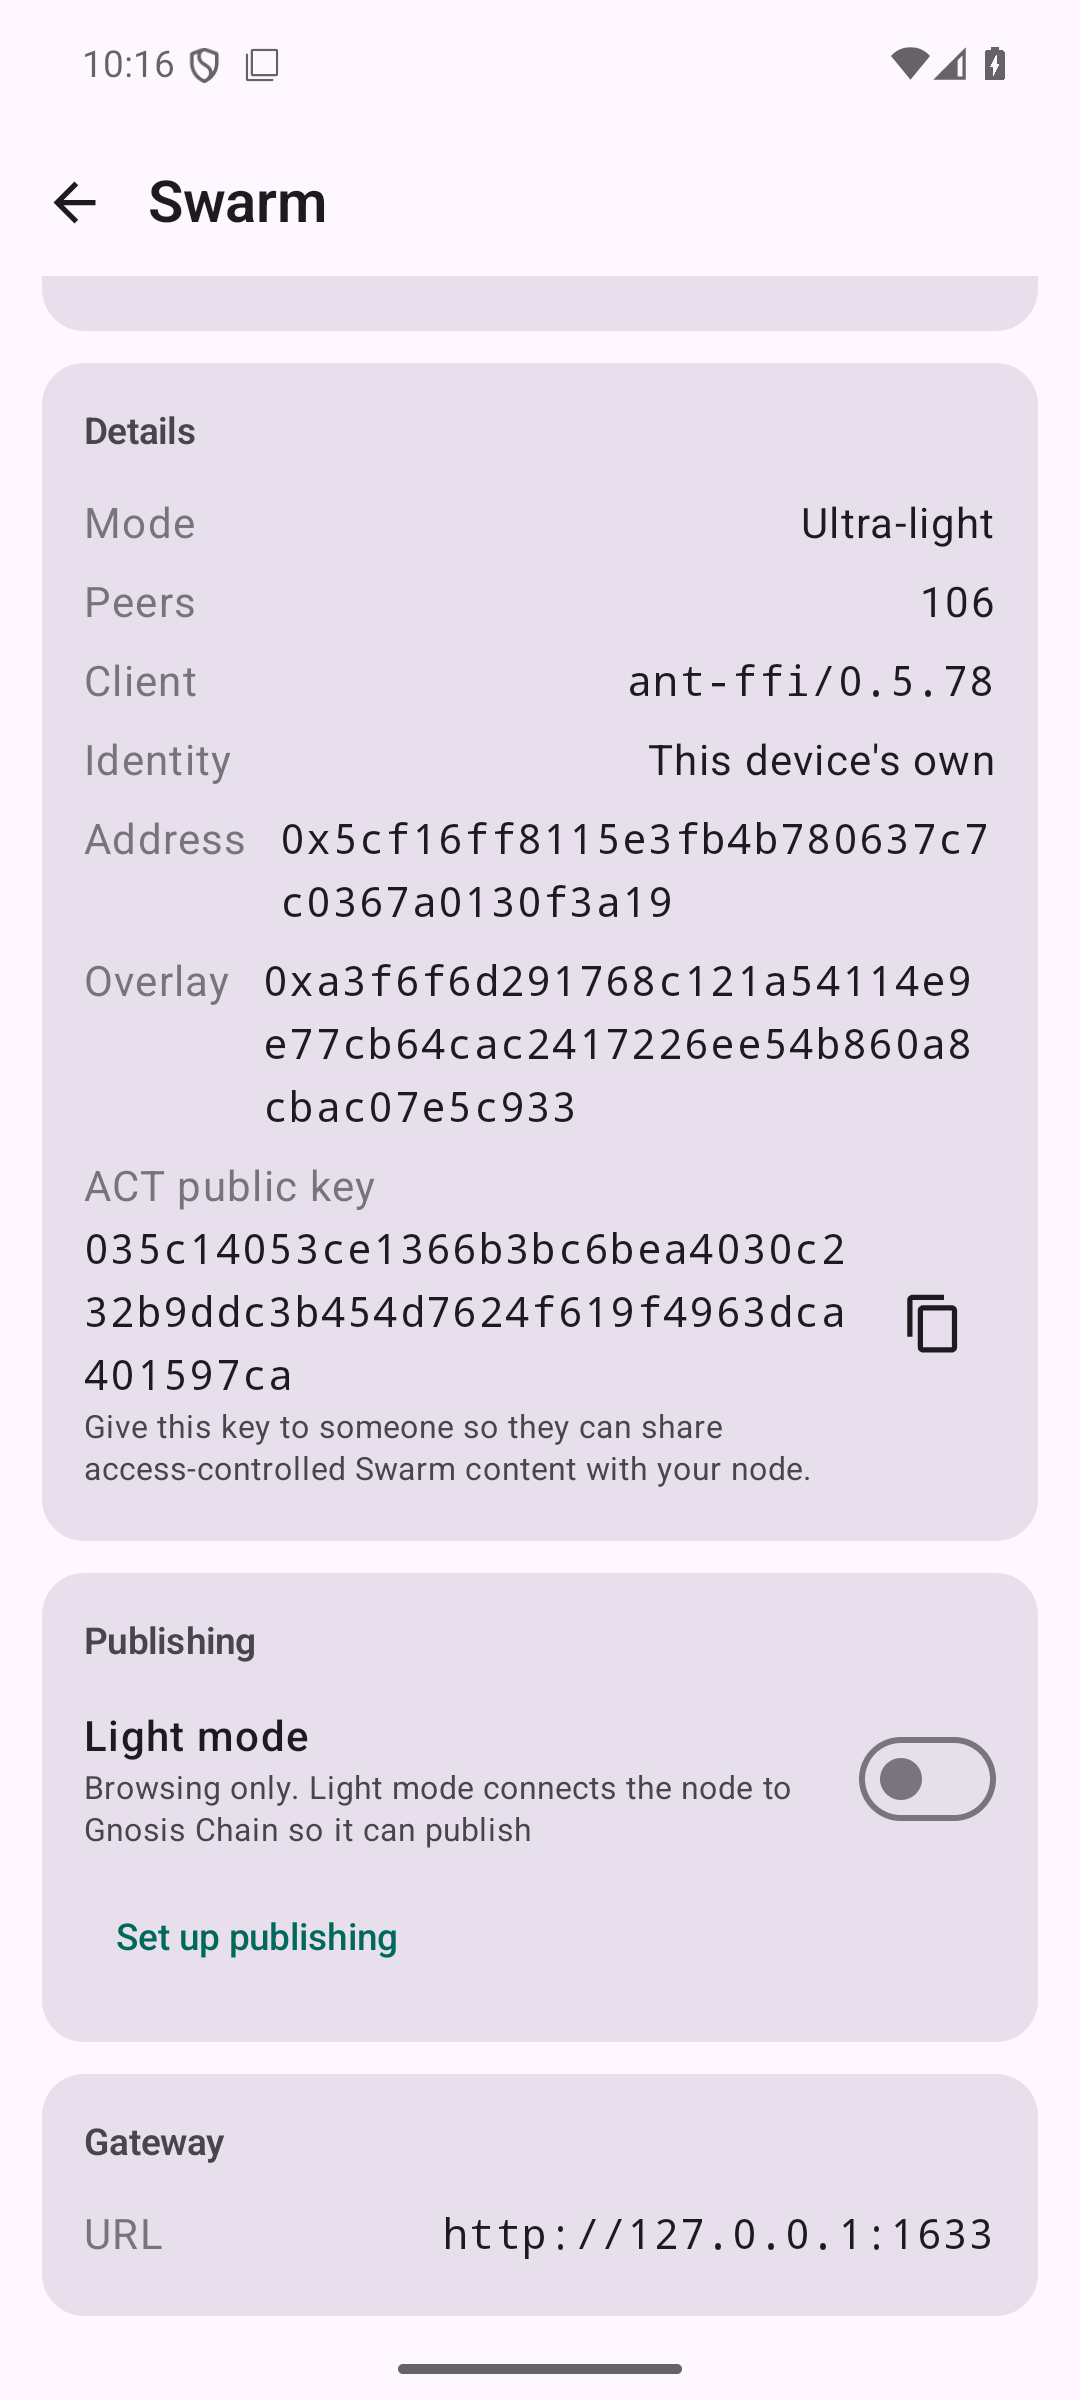 10:16
Swarm
Details
Mode Ultra-light
Peers 106
Client ant-ffi/0.5.78
Identity This device's own
Address 0x5cf16ff8115e3fb4b780637c7
c0367a0130f3a19
Overlay 0xa3f6f6d291768c121a54114e9
e77cb64cac2417226ee54b860a8
cbac07e5c933
ACT public key
035c14053ce1366b3bc6bea4030c2
32b9ddc3b454d7624f619f4963dca
401597ca
Give this key to someone so they can share
access-controlled Swarm content with your node.
Publishing
Light mode
Browsing only. Light mode connects the node to
Gnosis Chain so it can publish
Set up publishing
Gateway
URL http://127.0.0.1:1633